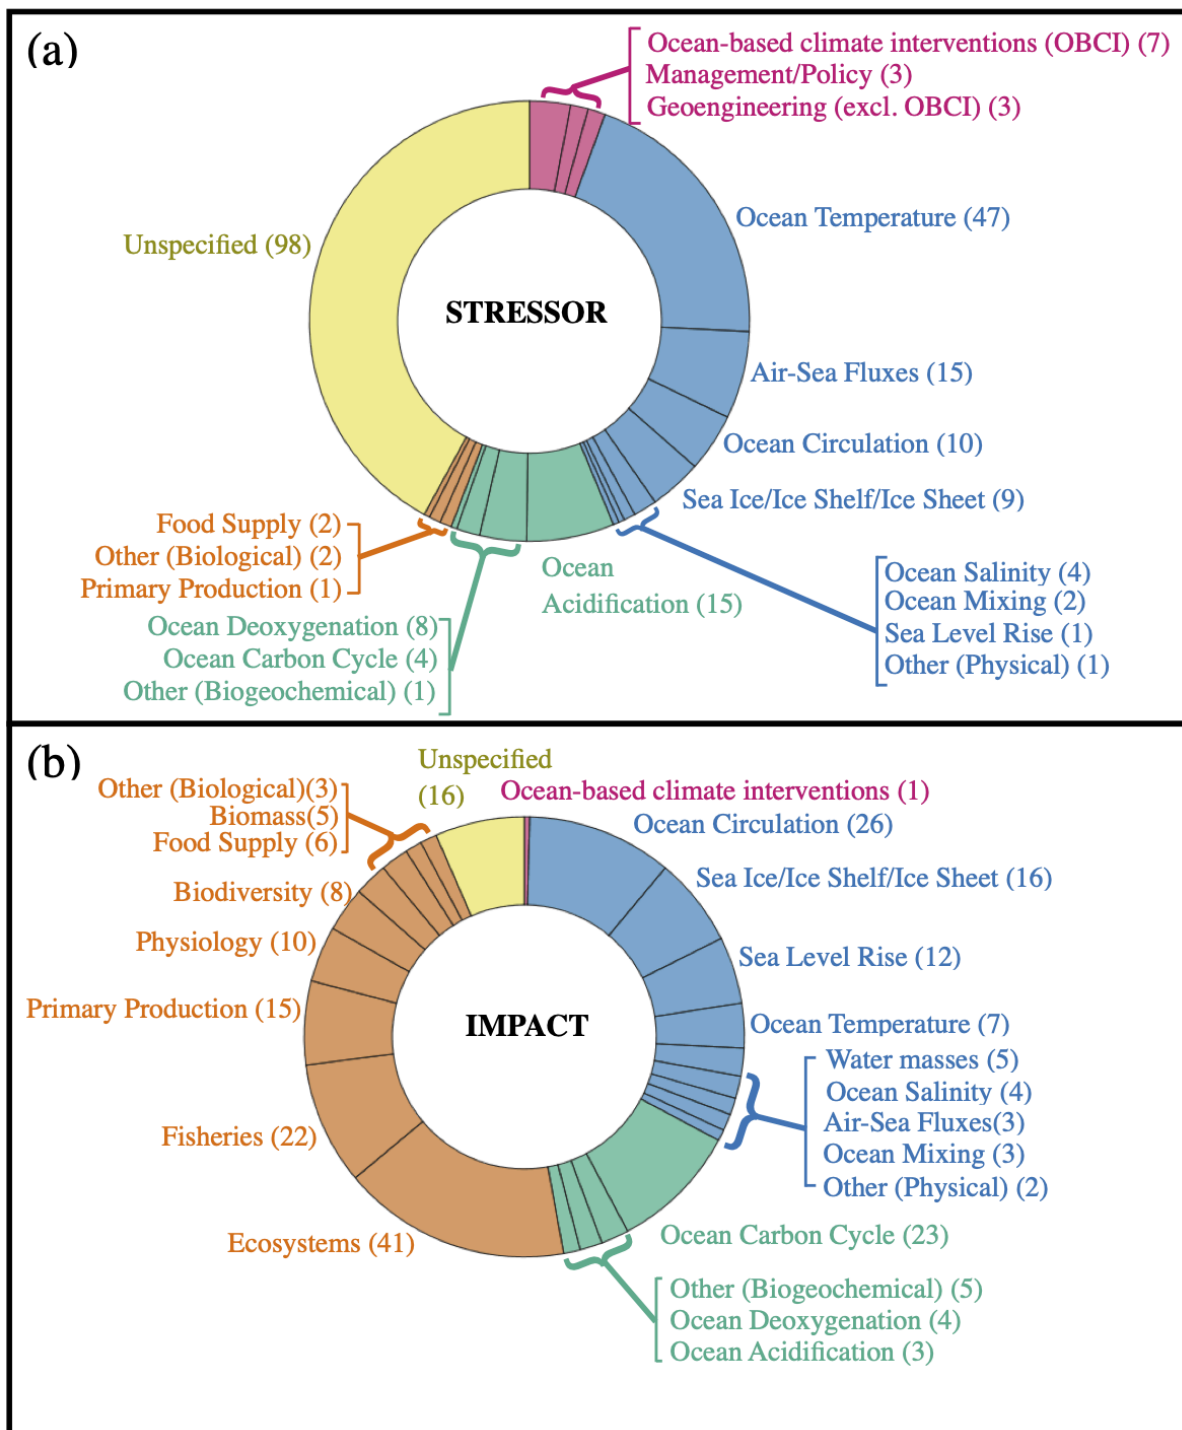 (a)
Ocean-based climate interventions (OBCI) (7)
Management/Policy (3)
Geoengineering (excl. OBCI) (3)
Ocean Temperature (47)
Unspecified (98)
STRESSOR
Air-Sea Fluxes (15)
Ocean Circulation (10)
Sea Ice/Ice Shelf/Ice Sheet (9)
Food Supply (2)
Other (Biological) (2)
Primary Production (1)
Ocean
Acidification (15)
Ocean Salinity (4)
Ocean Mixing (2)
Sea Level Rise (1)
Other (Physical) (1)
Ocean Deoxygenation (8)
Ocean Carbon Cycle (4)
Other (Biogeochemical) (1)
(b)
Unspecified
(16)
Ocean-based climate interventions (1)
Other (Biological)(3)
Biomass(5)
Food Supply (6)
Ocean Circulation (26)
Sea Ice/Ice Shelf/Ice Sheet (16)
Biodiversity (8)
Physiology (10)
Sea Level Rise (12)
Primary Production (15)
IMPACT
Ocean Temperature (7)
Water masses (5)
Ocean Salinity (4)
Air-Sea Fluxes(3)
Ocean Mixing (3)
Other (Physical) (2)
Fisheries (22)
Ecosystems (41)
Ocean Carbon Cycle (23)
Other (Biogeochemical) (5)
Ocean Deoxygenation (4)
Ocean Acidification (3)